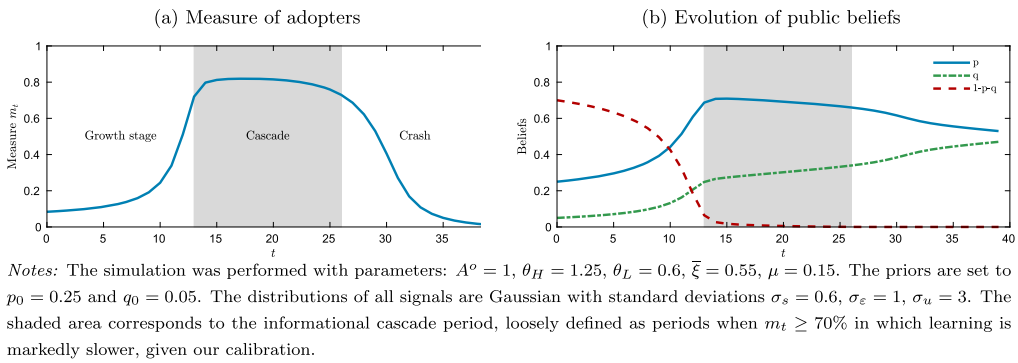 (a) Measure of adopters
1
0.8
0.6
0.4
0.2
0
Measure m_t
Growth stage
Cascade
Crash
0 5 10 15 20 25 30 35
t
(b) Evolution of public beliefs
1
0.8
0.6
0.4
0.2
0
Beliefs
p
q
1-p-q
0 5 10 15 20 25 30 35 40
t
Notes: The simulation was performed with parameters: A^o = 1, θ_H = 1.25, θ_L = 0.6, ξ̅ = 0.55, μ = 0.15. The priors are set to
p_0 = 0.25 and q_0 = 0.05. The distributions of all signals are Gaussian with standard deviations σ_s = 0.6, σ_ε = 1, σ_u = 3. The
shaded area corresponds to the informational cascade period, loosely defined as periods when m_t ≥ 70% in which learning is
markedly slower, given our calibration.